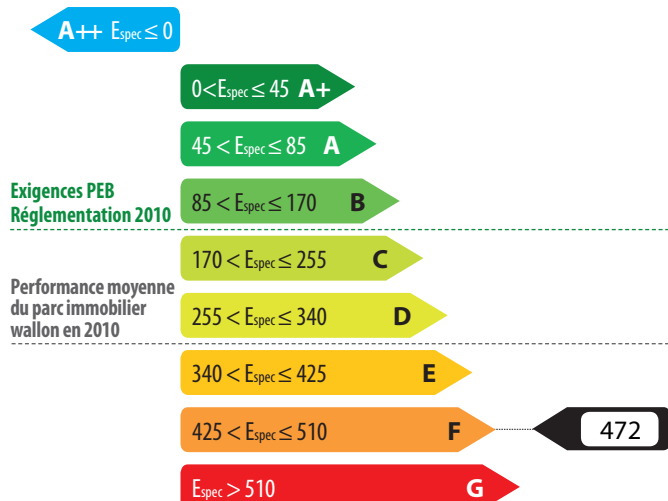 A++ Espec ≤ 0
0<Espec ≤ 45 A+
45 < Espec ≤ 85 A
Exigences PEB
Réglementation 2010
85 < Espec ≤ 170 B
170 < Espec ≤ 255 C
Performance moyenne
du parc immobilier
wallon en 2010
255 < Espec ≤ 340 D
340 < Espec ≤ 425 E
425 < Espec ≤ 510 F 472
Espec > 510 G